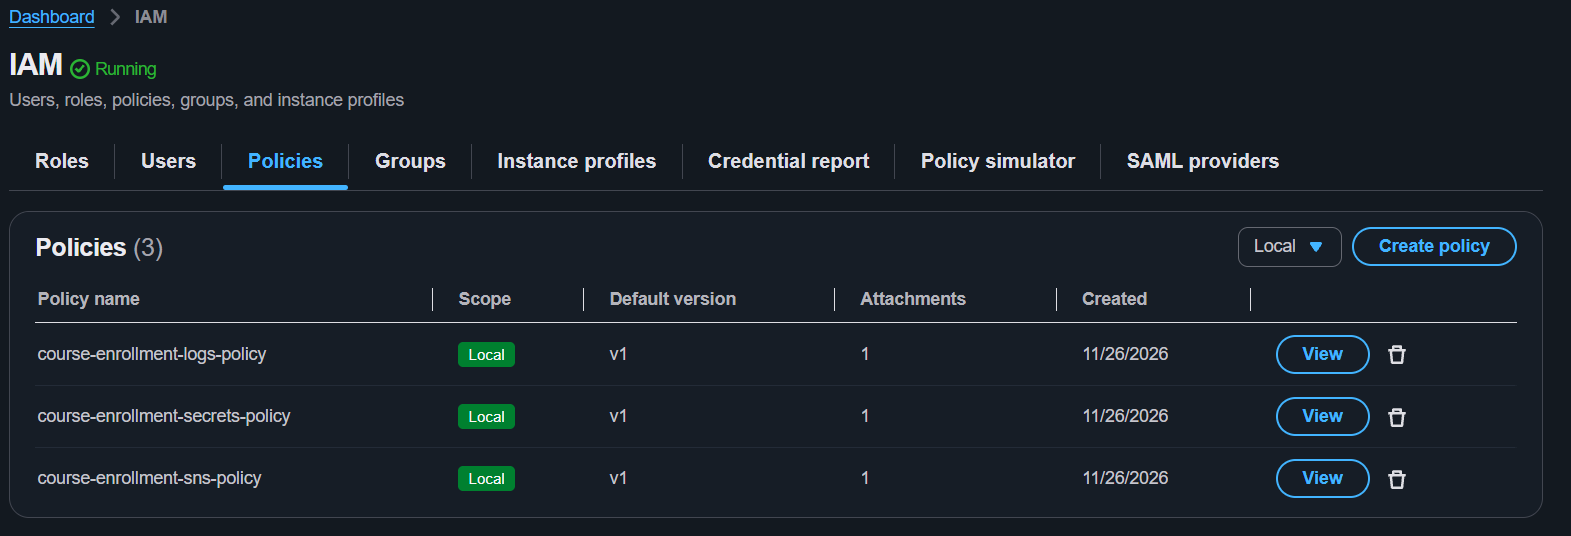 Dashboard > IAM
IAM Running
Users, roles, policies, groups, and instance profiles
Roles Users Policies Groups Instance profiles Credential report Policy simulator SAML providers
Policies (3) Local Create policy
Policy name Scope Default version Attachments Created
course-enrollment-logs-policy Local v1 1 11/26/2026 View
course-enrollment-secrets-policy Local v1 1 11/26/2026 View
course-enrollment-sns-policy Local v1 1 11/26/2026 View